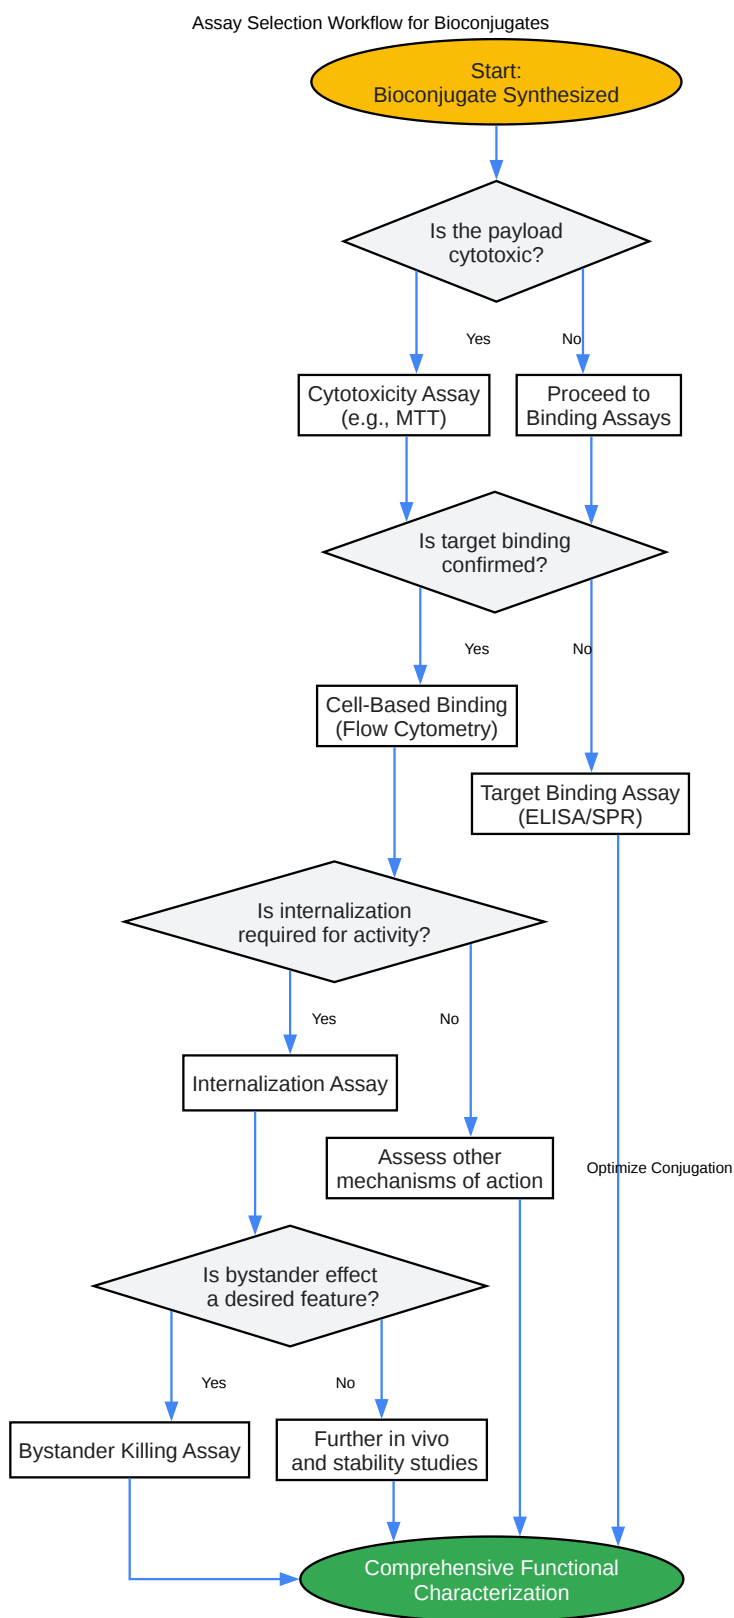 Assay Selection Workflow for Bioconjugates
Start:
Bioconjugate Synthesized
Is the payload
cytotoxic?
Yes
No
Cytotoxicity Assay
(e.g., MTT)
Proceed to
Binding Assays
Is target binding
confirmed?
Yes
No
Cell-Based Binding
(Flow Cytometry)
Target Binding Assay
(ELISA/SPR)
Is internalization
required for activity?
Yes
No
Internalization Assay
Assess other
mechanisms of action
Optimize Conjugation
Is bystander effect
a desired feature?
Yes
No
Bystander Killing Assay
Further in vivo
and stability studies
Comprehensive Functional
Characterization